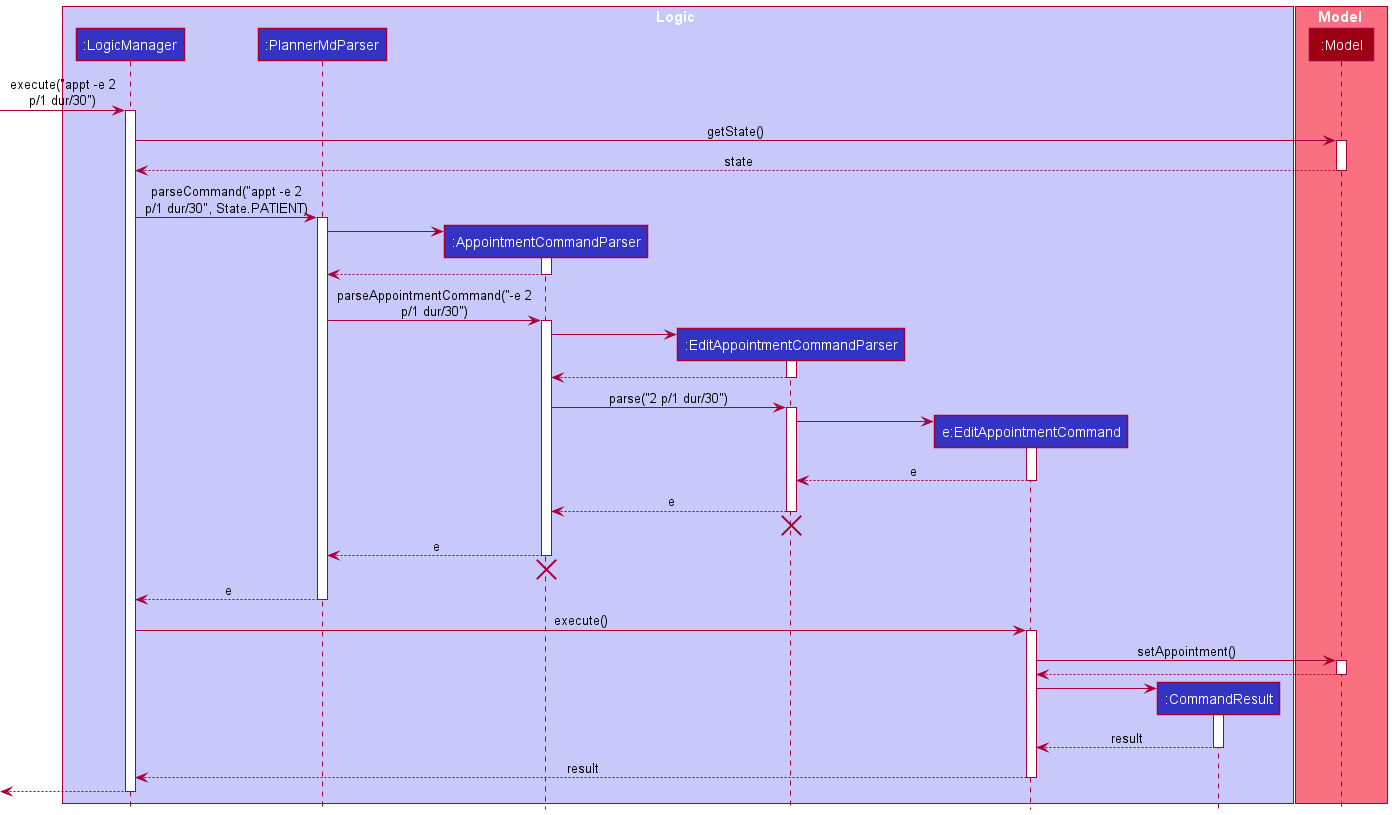 Logic
Model
:LogicManager
:PlannerMdParser
:Model
execute("appt -e 2
p/1 dur/30")
getState()
state
parseCommand("appt -e 2
p/1 dur/30", State.PATIENT)
:AppointmentCommandParser
parseAppointmentCommand("-e 2
p/1 dur/30")
:EditAppointmentCommandParser
parse("2 p/1 dur/30")
e:EditAppointmentCommand
e
e
e
e
execute()
setAppointment()
:CommandResult
result
result